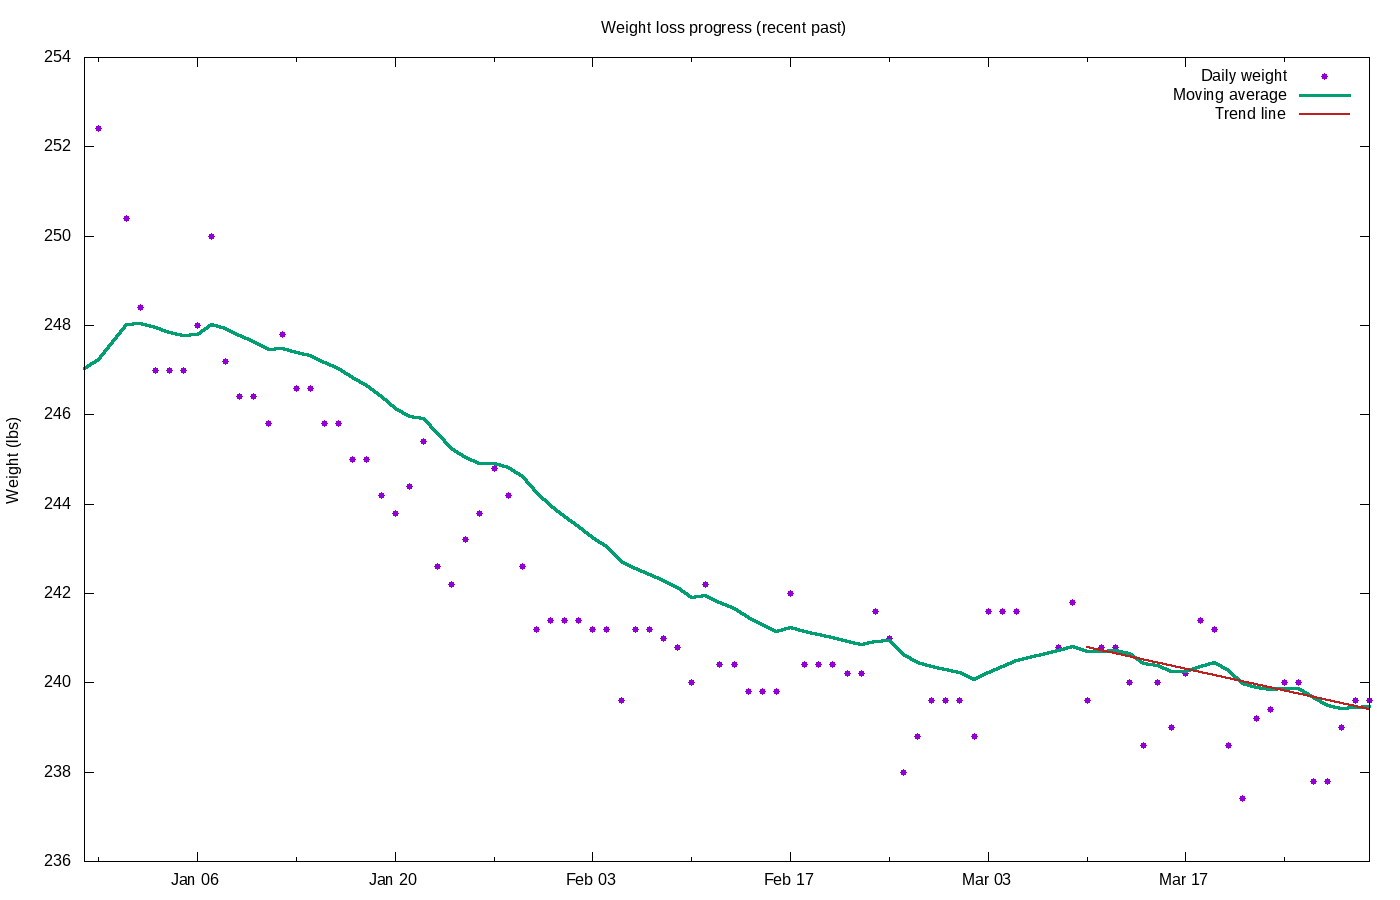 Weight loss progress (recent past)
Daily weight
Moving average
Trend line
254
252
250
248
246
244
242
240
238
236
Weight (lbs)
Jan 06 Jan 20 Feb 03 Feb 17 Mar 03 Mar 17